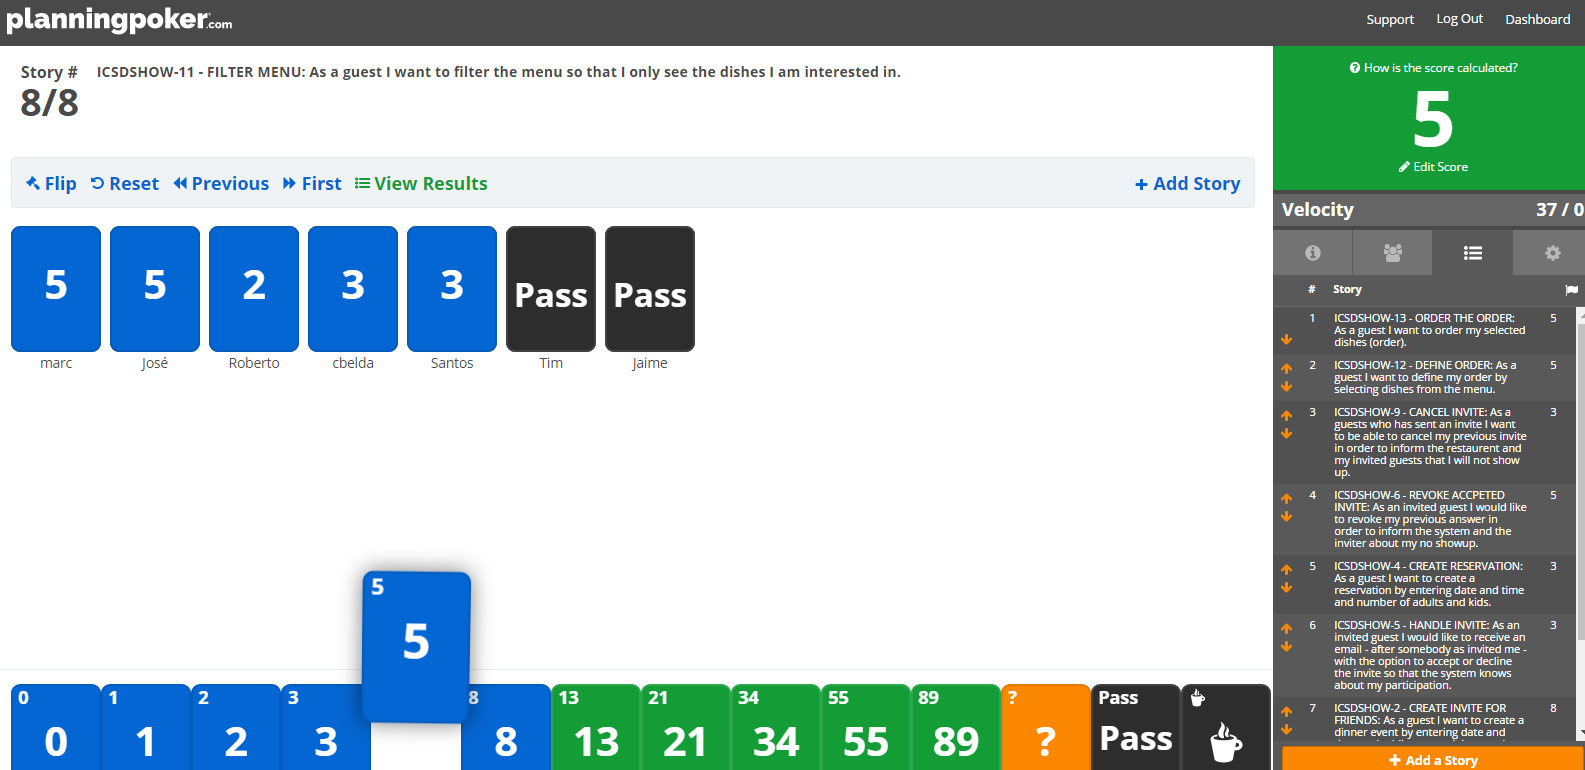 planningpoker.com
Support Log Out Dashboard
Story # ICSDSHOW-11 - FILTER MENU: As a guest I want to filter the menu so that I only see the dishes I am interested in.
8/8
Flip Reset Previous First View Results + Add Story
5 5 2 3 3 Pass Pass
marc José Roberto cbelda Santos Tim Jaime
5
5
0 1 2 3 8 13 21 34 55 89 ? Pass
0 1 2 3 8 13 21 34 55 89 ? Pass
How is the score calculated?
5
Edit Score
Velocity 37 / 0
# Story
1 ICSDSHOW-13 - ORDER THE ORDER: 5
As a guest I want to order my selected
dishes (order).
2 ICSDSHOW-12 - DEFINE ORDER: As a 5
guest I want to define my order by
selecting dishes from the menu.
3 ICSDSHOW-9 - CANCEL INVITE: As a 3
guests who has sent an invite I want
to be able to cancel my previous invite
in order to inform the restaurent and
my invited guests that I will not show
up.
4 ICSDSHOW-6 - REVOKE ACCPETED 5
INVITE: As an invited guest I would like
to revoke my previous answer in
order to inform the system and the
inviter about my no showup.
5 ICSDSHOW-4 - CREATE RESERVATION: 3
As a guest I want to create a
reservation by entering date and time
and number of adults and kids.
6 ICSDSHOW-5 - HANDLE INVITE: As an 3
invited guest I would like to receive an
email - after somebody as invited me -
with the option to accept or decline
the invite so that the system knows
about my participation.
7 ICSDSHOW-2 - CREATE INVITE FOR 8
FRIENDS: As a guest I want to create a
dinner event by entering date and
+ Add a Story